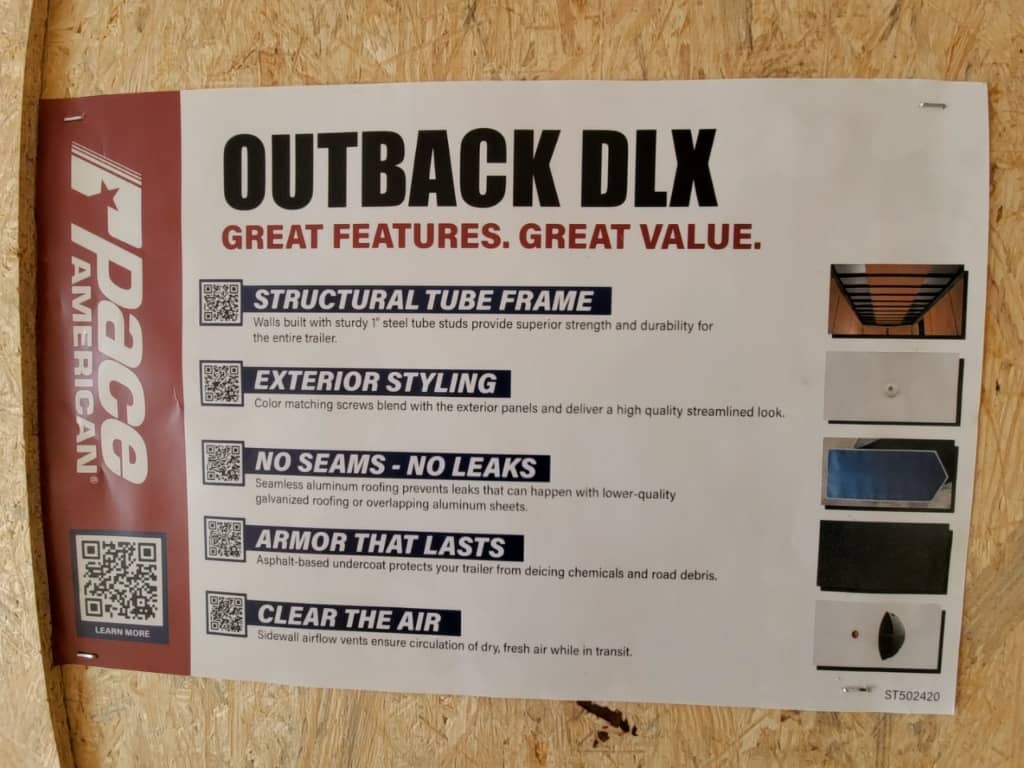 pace
AMERICAN®
LEARN MORE
OUTBACK DLX
GREAT FEATURES. GREAT VALUE.
STRUCTURAL TUBE FRAME
Walls built with sturdy 1" steel tube studs provide superior strength and durability for
the entire trailer.
EXTERIOR STYLING
Color matching screws blend with the exterior panels and deliver a high quality streamlined look.
NO SEAMS - NO LEAKS
Seamless aluminum roofing prevents leaks that can happen with lower-quality
galvanized roofing or overlapping aluminum sheets.
ARMOR THAT LASTS
Asphalt-based undercoat protects your trailer from deicing chemicals and road debris.
CLEAR THE AIR
Sidewall airflow vents ensure circulation of dry, fresh air while in transit.
ST502420